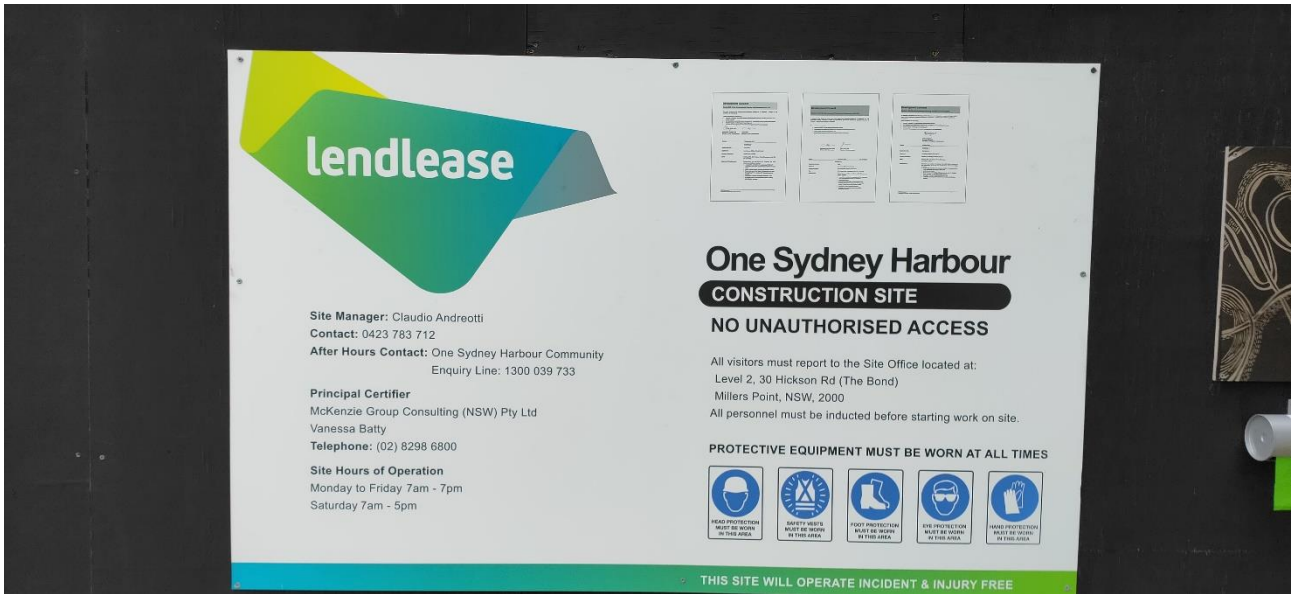 lendlease
Site Manager: Claudio Andreotti
Contact: 0423 783 712
After Hours Contact: One Sydney Harbour Community
Enquiry Line: 1300 039 733
Principal Certifier
McKenzie Group Consulting (NSW) Pty Ltd
Vanessa Batty
Telephone: (02) 8298 6800
Site Hours of Operation
Monday to Friday 7am - 7pm
Saturday 7am - 5pm
One Sydney Harbour
CONSTRUCTION SITE
NO UNAUTHORISED ACCESS
All visitors must report to the Site Office located at:
Level 2, 30 Hickson Rd (The Bond)
Millers Point, NSW, 2000
All personnel must be inducted before starting work on site.
PROTECTIVE EQUIPMENT MUST BE WORN AT ALL TIMES
HEAD PROTECTION
MUST BE WORN
IN THIS AREA
SAFETY VESTS
MUST BE WORN
IN THIS AREA
FOOT PROTECTION
MUST BE WORN
IN THIS AREA
EYE PROTECTION
MUST BE WORN
IN THIS AREA
HAND PROTECTION
MUST BE WORN
IN THIS AREA
THIS SITE WILL OPERATE INCIDENT & INJURY FREE